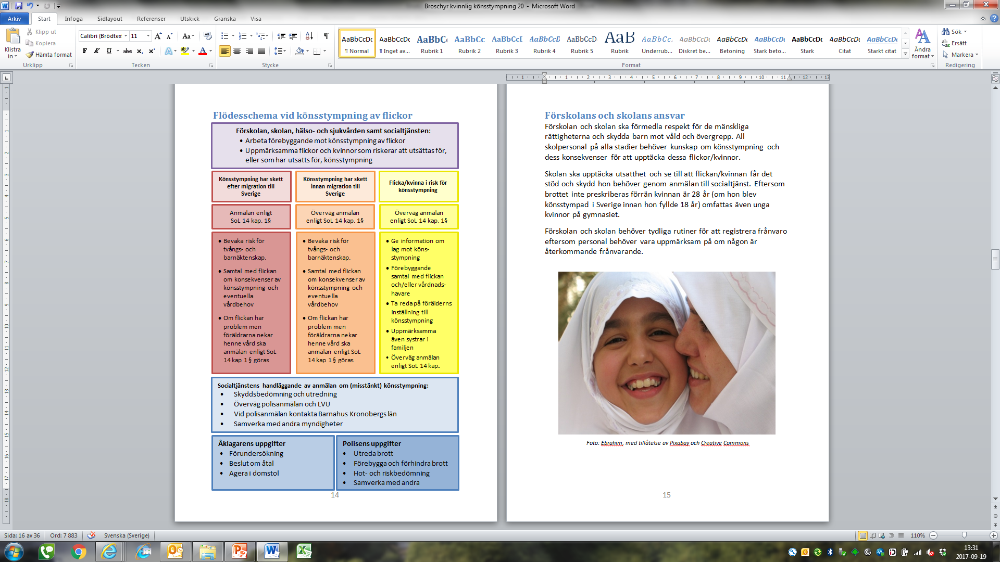 Broschyr kvinnlig könsstympning 20 - Microsoft Word
Arkiv Start Infoga Sidlayout Referenser Utskick Granska Visa
Klistra in
Klipp ut
Kopiera
Hämta format
Urklipp
Calibri (Brödtex 11
F K U abc x₂ x²
Tecken
Stycke
AaBbCcDc AaBbCcDc AaBbC AaBbCc AaBbCcI AaBbCcD AaBbCcD AaB AaBbCc. AaBbCcDc AaBbCcDc AaBbCcDc AaBbCcDc AaBbCcDc AaBbCcDc
¶ Normal ¶ Inget av... Rubrik 1 Rubrik 2 Rubrik 3 Rubrik 4 Rubrik 5 Rubrik Underrub... Diskret be... Betoning Stark beto... Stark Citat Starkt citat
Format
Ändra format
Sök
Ersätt
Markera
Redigering
Flödesschema vid könsstympning av flickor
Förskolan, skolan, hälso- och sjukvården samt socialtjänsten:
• Arbeta förebyggande mot könsstympning av flickor
• Uppmärksamma flickor och kvinnor som riskerar att utsättas för,
eller som har utsatts för, könsstympning
Könsstympning har skett
efter migration till
Sverige
Anmälan enligt
SoL 14 kap. 1§
• Bevaka risk för
tvångs- och
barnäktenskap.
• Samtal med flickan
om konsekvenser av
könsstympning och
eventuella
vårdbehov
• Om flickan har
problem men
föräldrarna nekar
henne vård ska
anmälan enligt SoL
14 kap 1 § göras
Könsstympning har skett
innan migration till
Sverige
Överväg anmälan
enligt SoL 14 kap. 1§
• Bevaka risk för
tvångs- och
barnäktenskap.
• Samtal med flickan
om konsekvenser av
könsstympning och
eventuella
vårdbehov
• Om flickan har
problem men
föräldrarna nekar
henne vård ska
anmälan enligt SoL
14 kap 1 § göras
Flicka/kvinna i risk för
könsstympning
Överväg anmälan
enligt SoL 14 kap. 1§
• Ge information om
lag mot köns-
stympning
• Förebyggande
samtal med flickan
och/eller vårdnads-
havare
• Ta reda på förälderns
inställning till
könsstympning
• Uppmärksamma
även systrar i
familjen
• Överväg anmälan
enligt SoL 14 kap.
Socialtjänstens handläggande av anmälan om (misstänkt) könsstympning:
• Skyddsbedömning och utredning
• Överväg polisanmälan och LVU
• Vid polisanmälan kontakta Barnahus Kronobergs län
• Samverka med andra myndigheter
Åklagarens uppgifter
• Förundersökning
• Beslut om åtal
• Agera i domstol
Polisens uppgifter
• Utreda brott
• Förebygga och förhindra brott
• Hot- och riskbedömning
• Samverka med andra
14
Förskolans och skolans ansvar
Förskolan och skolan ska förmedla respekt för de mänskliga
rättigheterna och skydda barn mot våld och övergrepp. All
skolpersonal på alla stadier behöver kunskap om könsstympning och
dess konsekvenser för att upptäcka dessa flickor/kvinnor.
Skolan ska upptäcka utsatthet och se till att flickan/kvinnan får det
stöd och skydd hon behöver genom anmälan till socialtjänst. Eftersom
brottet inte preskriberas förrän kvinnan är 28 år (om hon blev
könsstympad i Sverige innan hon fyllde 18 år) omfattas även unga
kvinnor på gymnasiet.
Förskolan och skolan behöver tydliga rutiner för att registrera frånvaro
eftersom personal behöver vara uppmärksam på om någon är
återkommande frånvarande.
Foto: Ebrahim, med tillåtelse av Pixabay och Creative Commons
15
Sida: 16 av 36 Ord: 7 883 Svenska (Sverige) 110%
13:31
2017-09-19